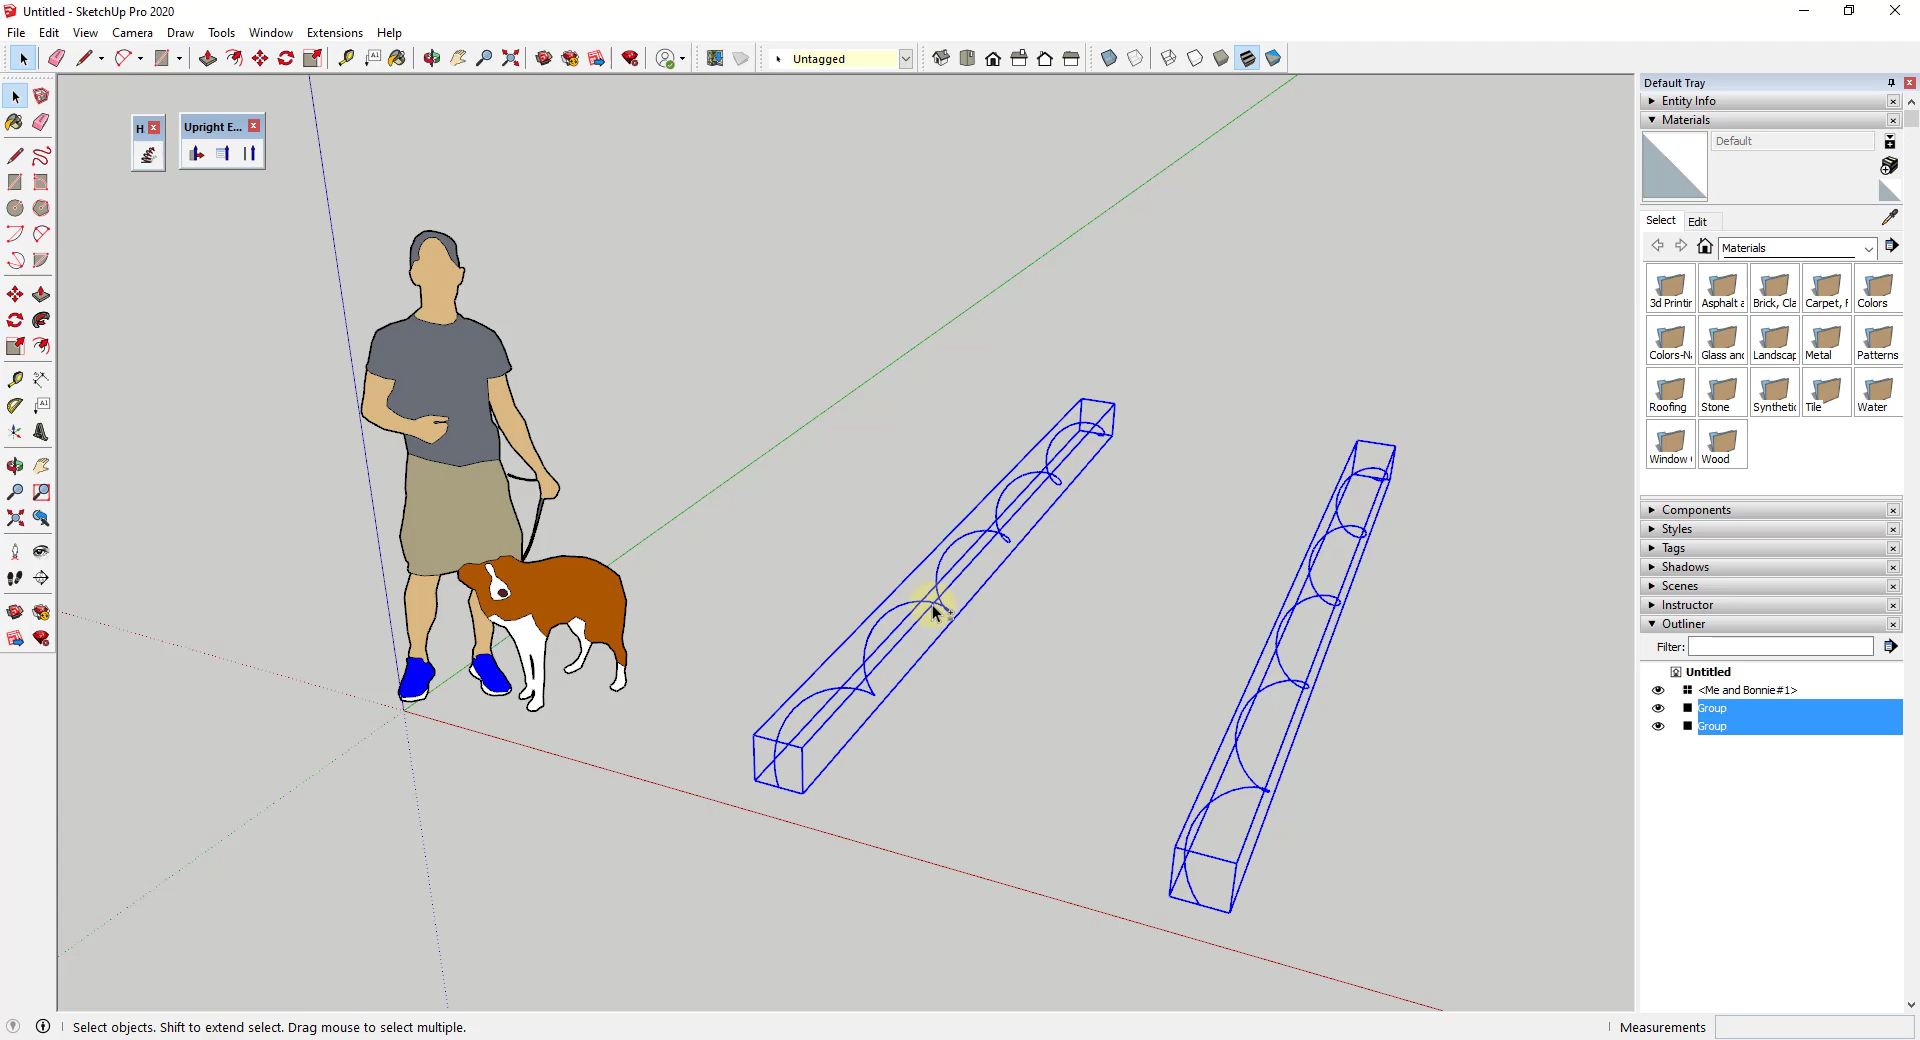 Untitled - SketchUp Pro 2020
File Edit View Camera Draw Tools Window Extensions Help
Untagged
H
Upright E...
Default Tray
Entity Info
Materials
Default
Select Edit
Materials
3d Printin Asphalt a Brick, Cla Carpet, F Colors
Colors-Na Glass and Landscap Metal Patterns
Roofing Stone Synthetic Tile Water
Window Wood
Components
Styles
Tags
Shadows
Scenes
Instructor
Outliner
Filter:
Untitled
<Me and Bonnie#1>
Group
Group
Select objects. Shift to extend select. Drag mouse to select multiple.
Measurements